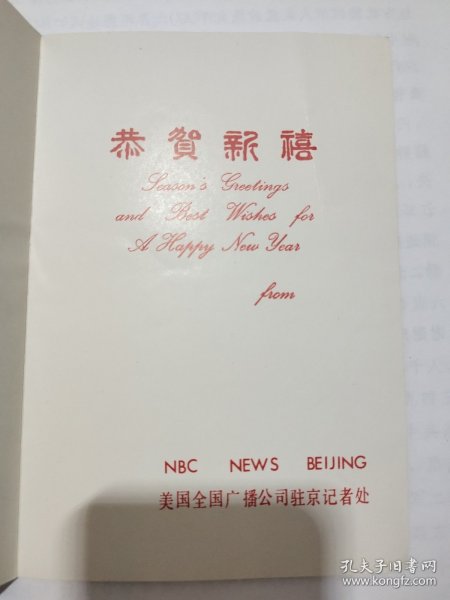 恭賀新禧
Season's Greetings
and Best Wishes for
A Happy New Year
from
NBC NEWS BEIJING
美国全国广播公司驻京记者处
孔夫子旧书网
www.kongfz.com